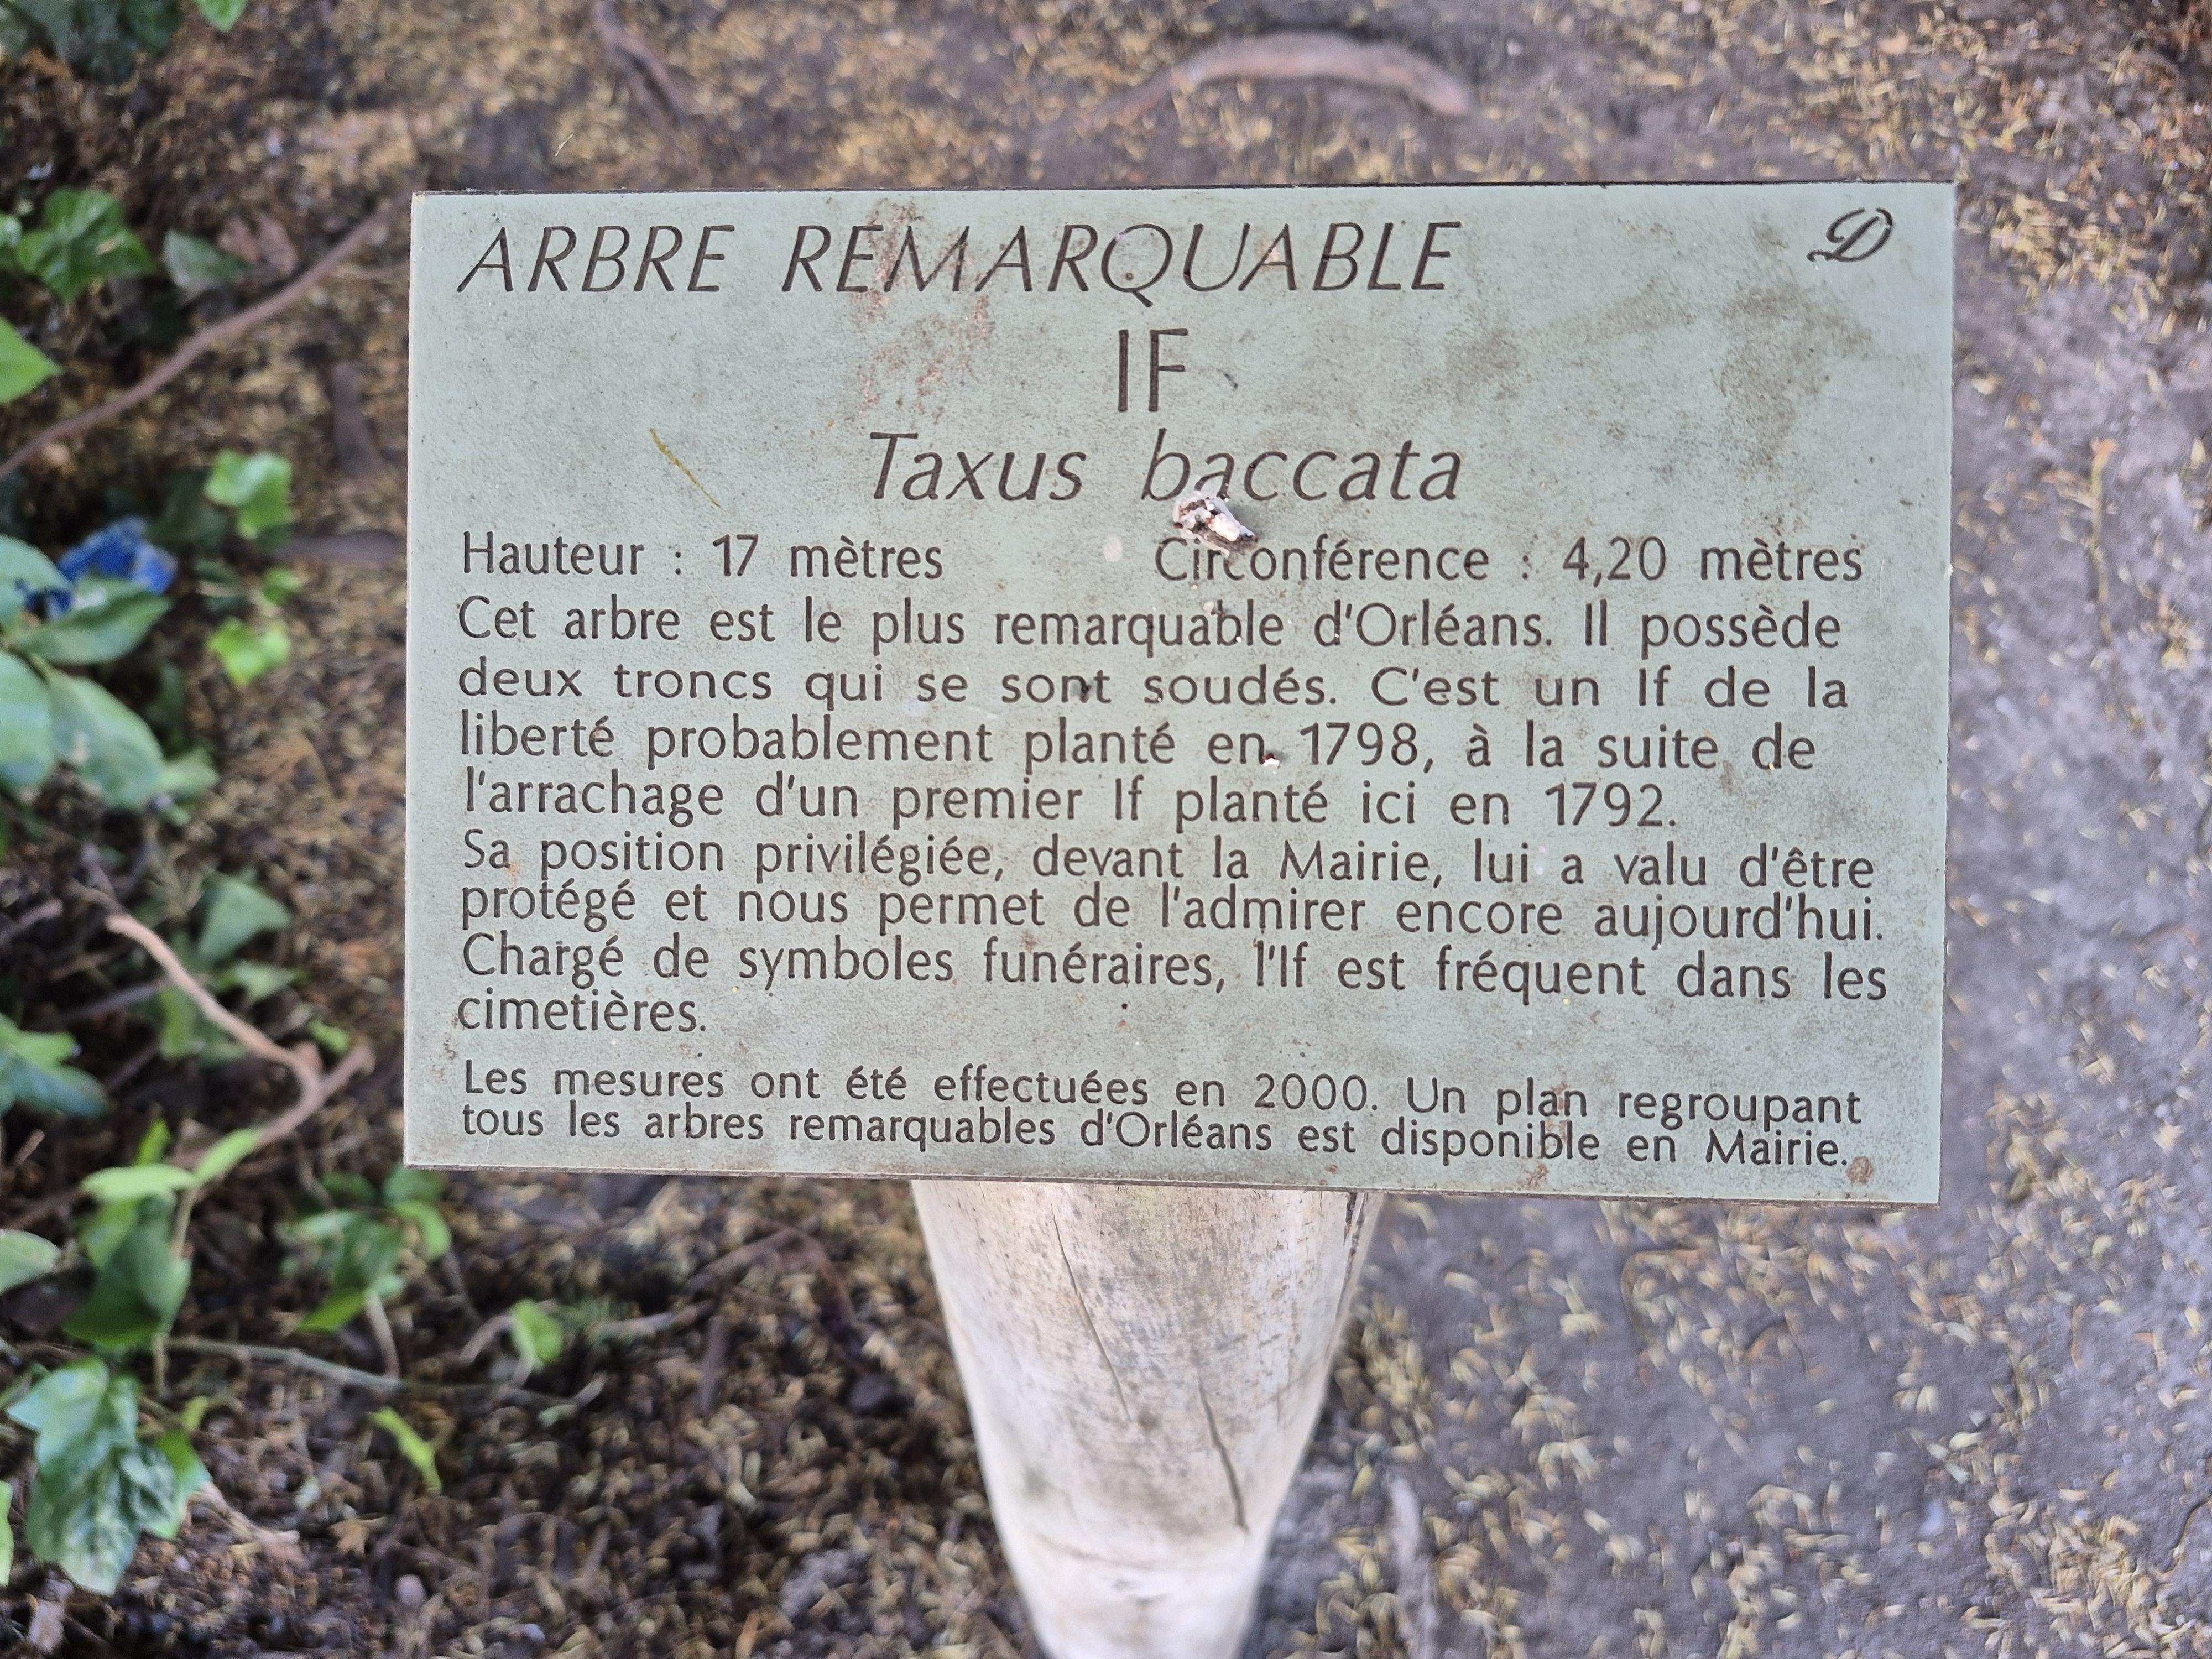 ARBRE REMARQUABLE D
IF
Taxus baccata
Hauteur : 17 mètres Circonférence : 4,20 mètres
Cet arbre est le plus remarquable d'Orléans. Il possède
deux troncs qui se sont soudés. C'est un If de la
liberté probablement planté en 1798, à la suite de
l'arrachage d'un premier If planté ici en 1792.
Sa position privilégiée, devant la Mairie, lui a valu d'être
protégé et nous permet de l'admirer encore aujourd'hui.
Chargé de symboles funéraires, l'If est fréquent dans les
cimetières.
Les mesures ont été effectuées en 2000. Un plan regroupant
tous les arbres remarquables d'Orléans est disponible en Mairie.